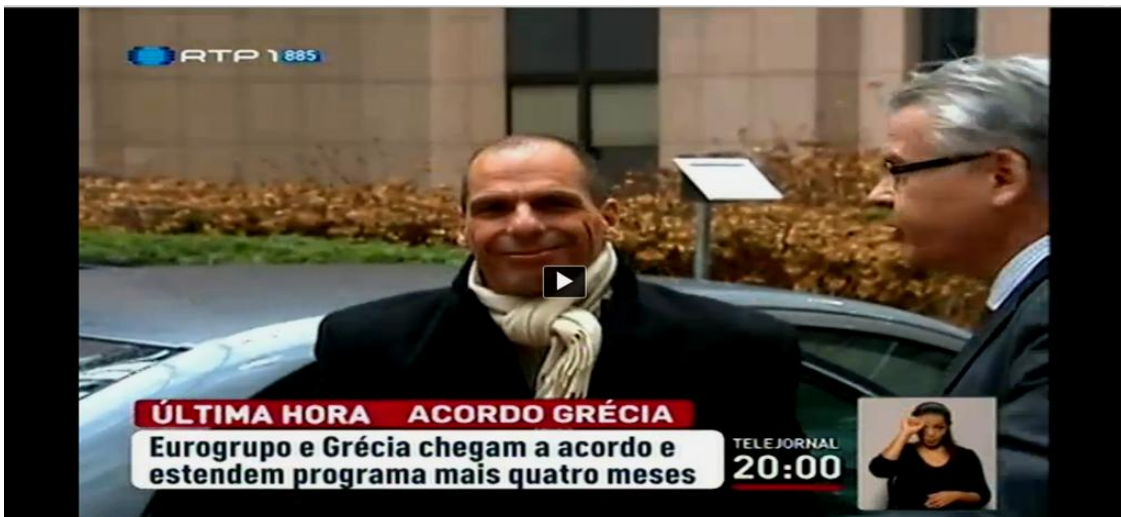 RTP 1 885
ÚLTIMA HORA ACORDO GRÉCIA
Eurogrupo e Grécia chegam a acordo e
estendem programa mais quatro meses
TELEJORNAL
20:00